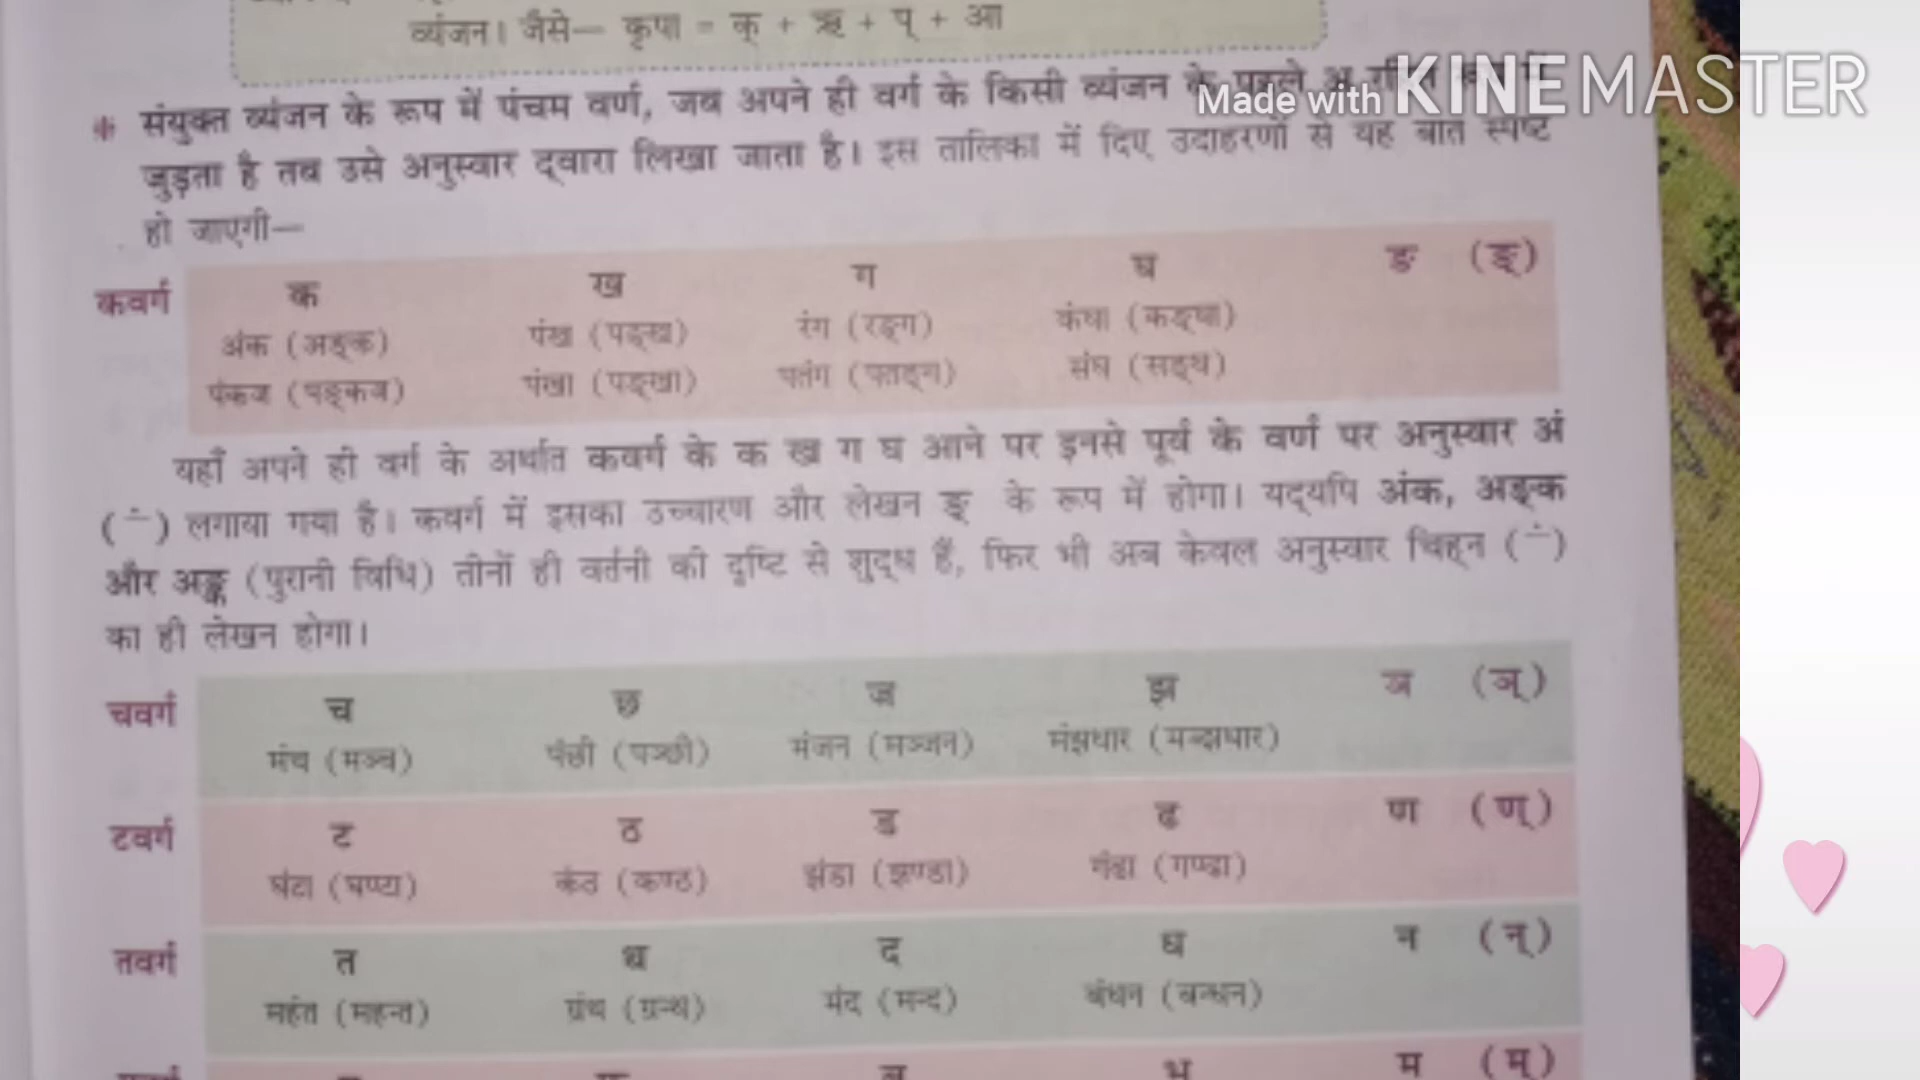 व्यंजन। जैसे— कृपा = क् + ऋ + प् + आ
Made with KINEMASTER
* संयुक्त व्यंजन के रूप में पंचम वर्ण, जब अपने ही वर्ग के किसी व्यंजन के पहले
जुड़ता है तब उसे अनुस्वार द्वारा लिखा जाता है। इस तालिका में दिए उदाहरणों से यह बात स्पष्ट
हो जाएगी—
कवर्ग क ख ग घ ङ (ङ्)
अंक (अङ्क) पंख (पङ्ख) रंग (रङ्ग) कंघा (कङ्घा)
पंकज (पङ्कज) पंखा (पङ्खा) पतंग (पतङ्ग) संघ (सङ्घ)
यहाँ अपने ही वर्ग के अर्थात कवर्ग के क ख ग घ आने पर इनसे पूर्व के वर्ण पर अनुस्वार अं
(—ं) लगाया गया है। कवर्ग में इसका उच्चारण और लेखन ङ् के रूप में होगा। यद्यपि अंक, अङ्क
और अङ्क (पुरानी विधि) तीनों ही वर्तनी की दृष्टि से शुद्ध हैं, फिर भी अब केवल अनुस्वार चिह्न (—ं)
का ही लेखन होगा।
चवर्ग च छ ज झ ञ (ञ्)
मंच (मञ्च) पंछी (पञ्छी) मंजन (मञ्जन) मंझधार (मञ्झधार)
टवर्ग ट ठ ड ढ ण (ण्)
घंटा (घण्टा) कंठ (कण्ठ) झंडा (झण्डा) गंढा (गण्ढा)
तवर्ग त थ द ध न (न्)
महंत (महन्त) ग्रंथ (ग्रन्थ) मंद (मन्द) बंधन (बन्धन)
ब भ म (म्)